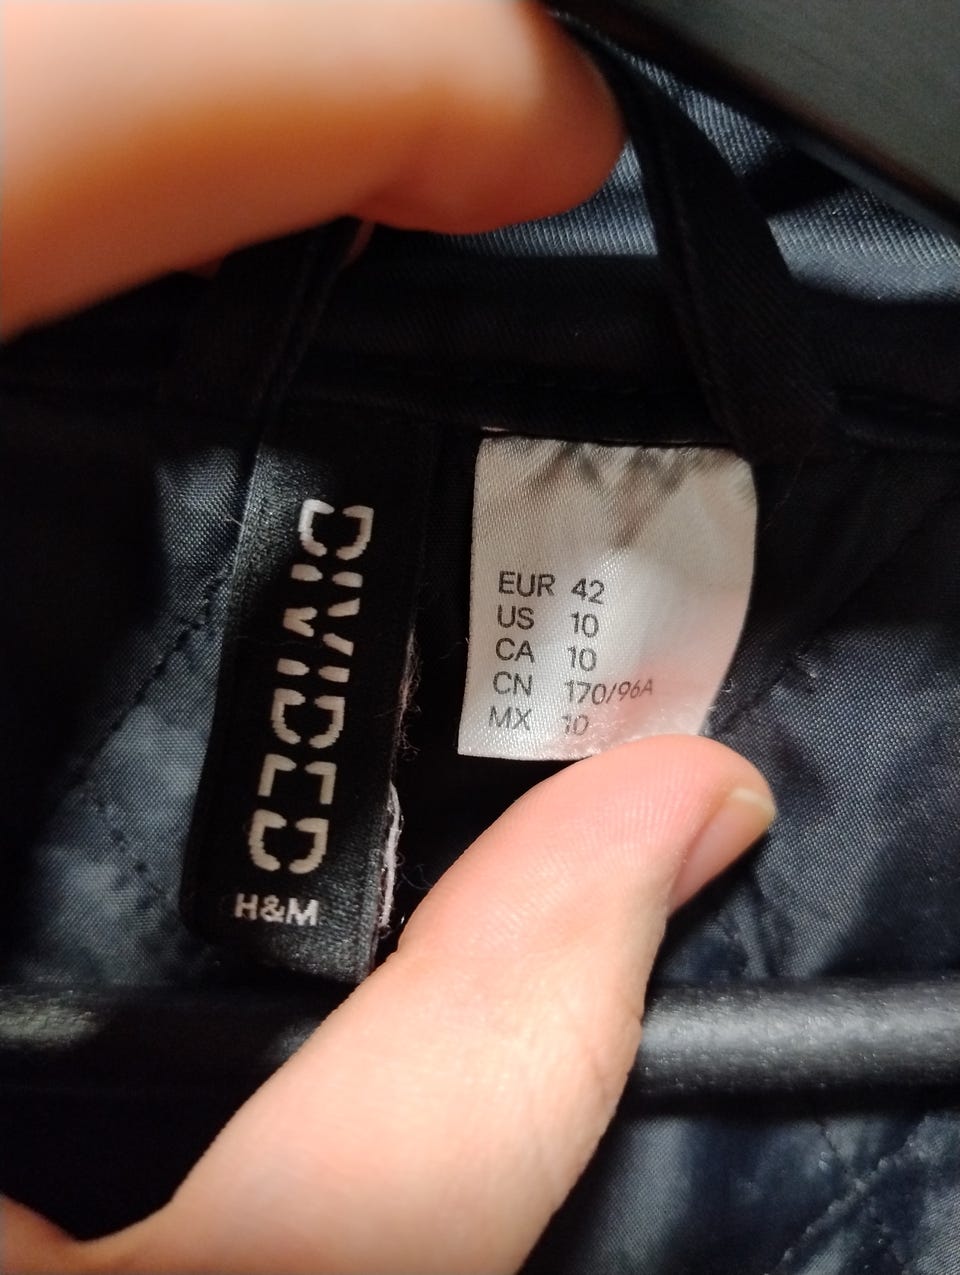 DIVIDED
H&M
EUR 42
US 10
CA 10
CN 170/96A
MX 10